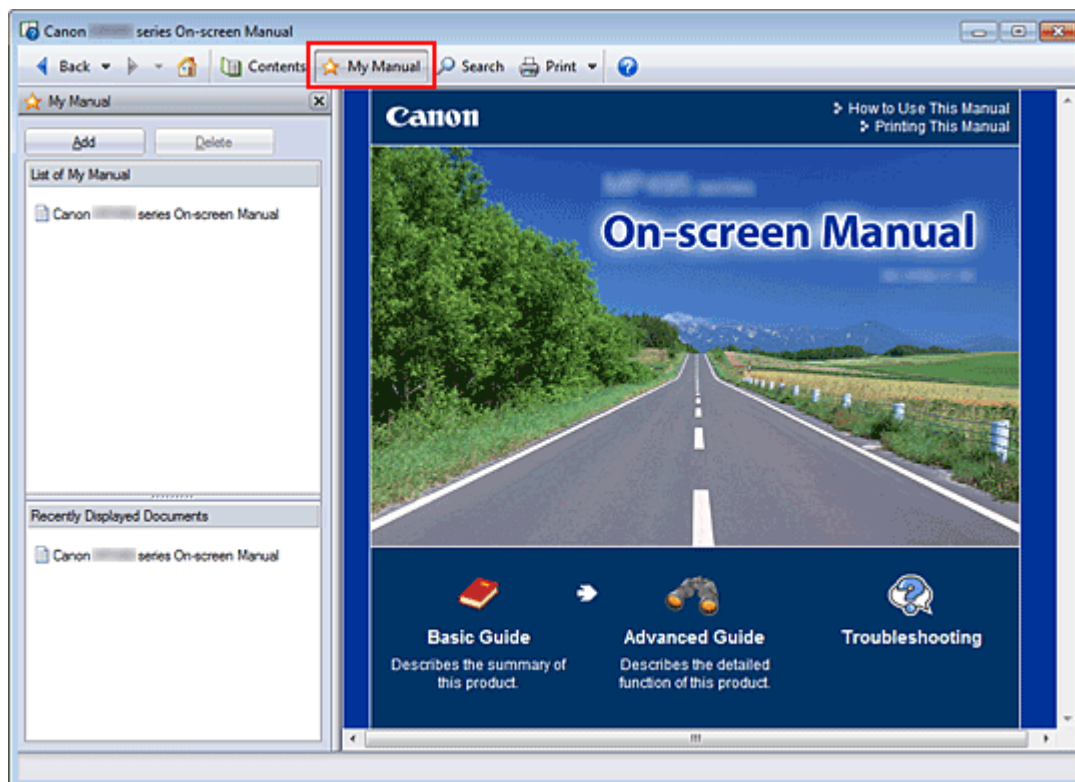 Canon series On-screen Manual
Back Contents My Manual Search Print
My Manual
Add Delete
List of My Manual
Canon series On-screen Manual
Recently Displayed Documents
Canon series On-screen Manual
Canon
How to Use This Manual
Printing This Manual
series
On-screen Manual
Basic Guide
Describes the summary of
this product.
Advanced Guide
Describes the detailed
function of this product.
Troubleshooting